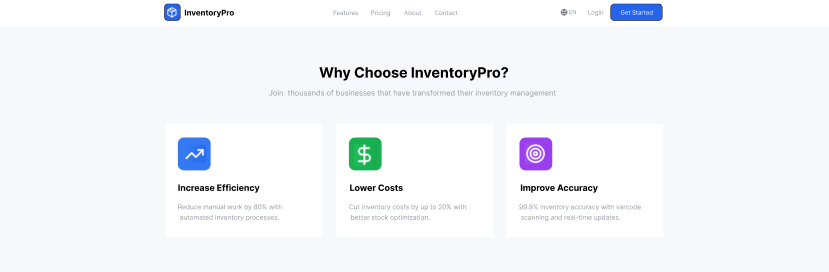 InventoryPro
Features Pricing About Contact
EN Login Get Started
Why Choose InventoryPro?
Join thousands of businesses that have transformed their inventory management
Increase Efficiency
Reduce manual work by 80% with
automated inventory processes.
Lower Costs
Cut inventory costs by up to 20% with
better stock optimization.
Improve Accuracy
99.9% inventory accuracy with varcode
scanning and real-time updates.